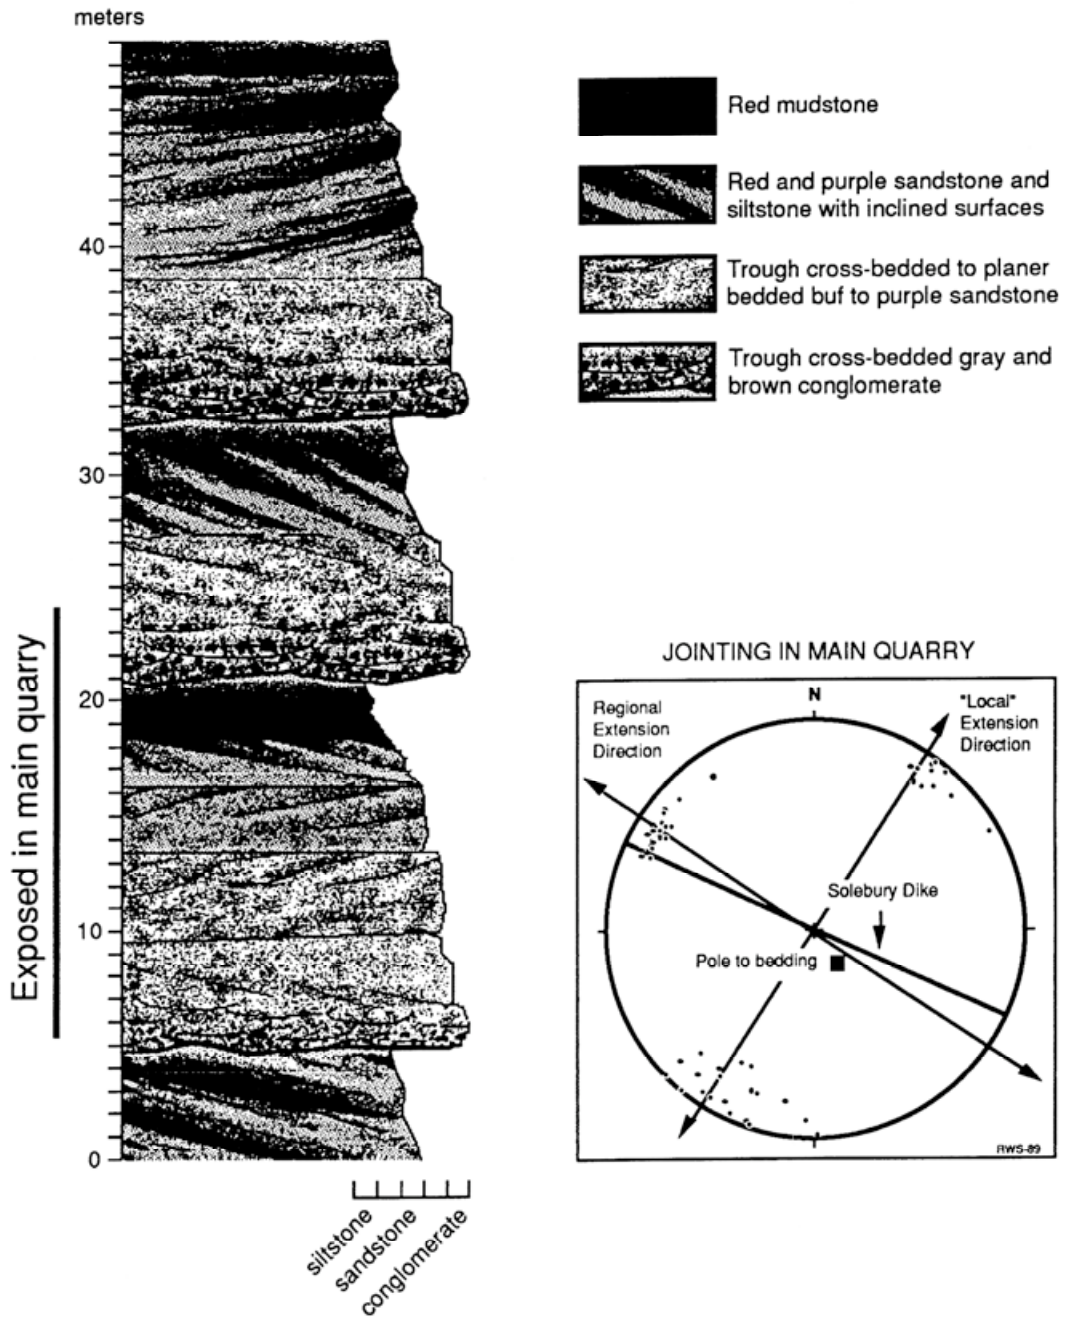 meters
40
30
20
10
0
Exposed in main quarry
siltstone
sandstone
conglomerate
Red mudstone
Red and purple sandstone and
siltstone with inclined surfaces
Trough cross-bedded to planer
bedded buf to purple sandstone
Trough cross-bedded gray and
brown conglomerate
JOINTING IN MAIN QUARRY
N
Regional
Extension
Direction
"Local"
Extension
Direction
Solebury Dike
Pole to bedding
RWS-89